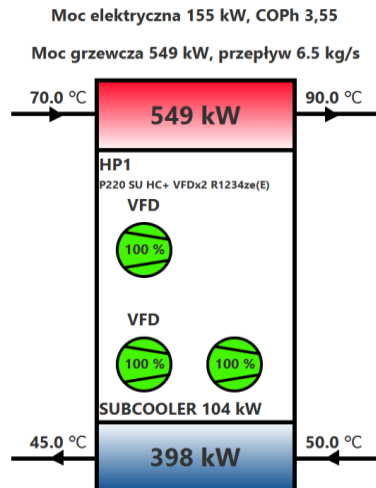 Moc elektryczna 155 kW, COPh 3,55
Moc grzewcza 549 kW, przepływ 6.5 kg/s
70.0 °C
90.0 °C
549 kW
HP1
P220 SU HC+ VFDx2 R1234ze(E)
VFD
100 %
VFD
100 %
100 %
SUBCOOLER 104 kW
45.0 °C
50.0 °C
398 kW